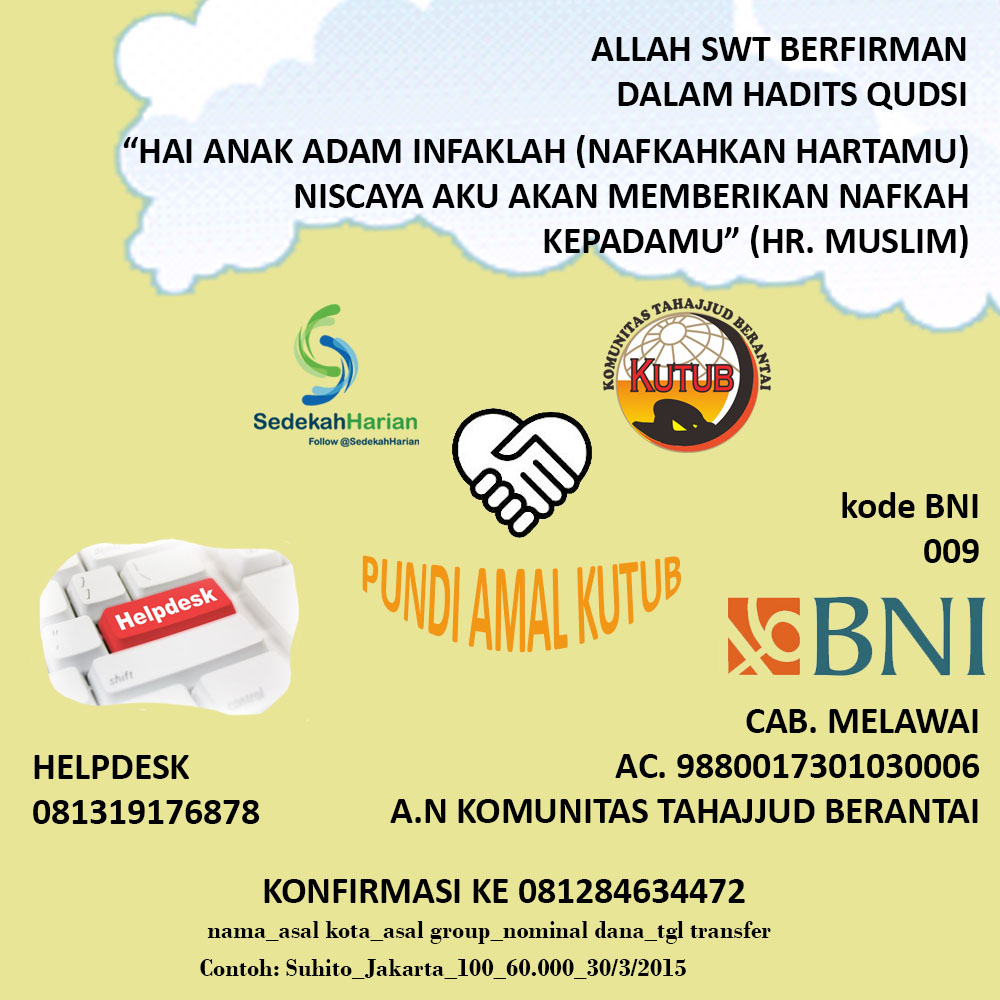 ALLAH SWT BERFIRMAN
DALAM HADITS QUDSI
“HAI ANAK ADAM INFAKLAH (NAFKAHKAN HARTAMU)
NISCAYA AKU AKAN MEMBERIKAN NAFKAH
KEPADAMU” (HR. MUSLIM)
SedekahHarian
Follow @SedekahHarian
KOMUNITAS TAHAJJUD BERANTAI
KUTUB
PUNDI AMAL KUTUB
kode BNI
009
BNI
Helpdesk
shift
control
CAB. MELAWAI
AC. 9880017301030006
A.N KOMUNITAS TAHAJJUD BERANTAI
HELPDESK
081319176878
KONFIRMASI KE 081284634472
nama_asal kota_asal group_nominal dana_tgl transfer
Contoh: Suhito_Jakarta_100_60.000_30/3/2015